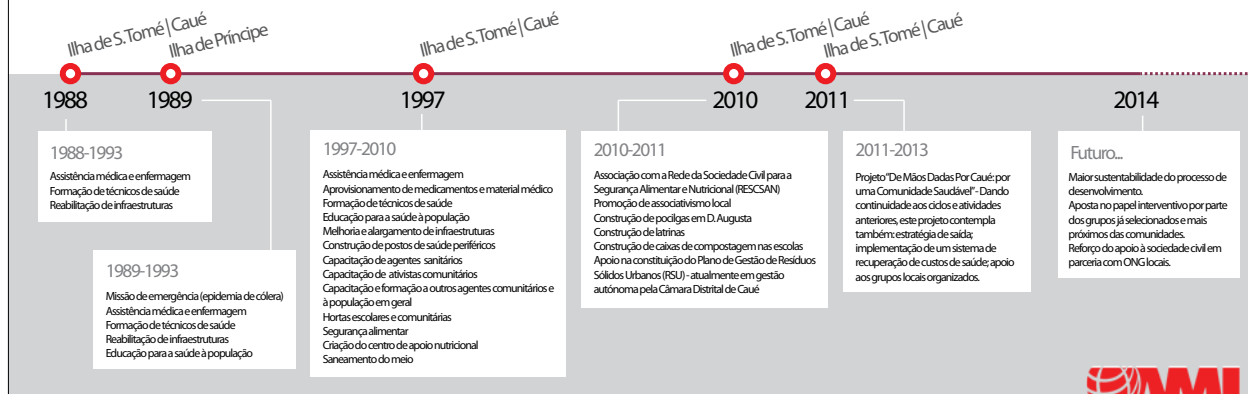 Ilha de S. Tomé | Caué
Ilha de Príncipe
Ilha de S. Tomé | Caué
Ilha de S. Tomé | Caué
Ilha de S. Tomé | Caué
1988
1989
1997
2010
2011
2014
1988-1993
Assistência médica e enfermagem
Formação de técnicos de saúde
Reabilitação de infraestruturas
1989-1993
Missão de emergência (epidemia de cólera)
Assistência médica e enfermagem
Formação de técnicos de saúde
Reabilitação de infraestruturas
Educação para a saúde à população
1997-2010
Assistência médica e enfermagem
Aprovisionamento de medicamentos e material médico
Formação de técnicos de saúde
Educação para a saúde à população
Melhoria e alargamento de infraestruturas
Construção de postos de saúde periféricos
Capacitação de agentes sanitários
Capacitação de ativistas comunitários
Capacitação e formação a outros agentes comunitários e
à população em geral
Hortas escolares e comunitárias
Segurança alimentar
Criação do centro de apoio nutricional
Saneamento do meio
2010-2011
Associação com a Rede da Sociedade Civil para a
Segurança Alimentar e Nutricional (RESCSAN)
Promoção de associativismo local
Construção de pocilgas em D. Augusta
Construção de latrinas
Construção de caixas de compostagem nas escolas
Apoio na constituição do Plano de Gestão de Resíduos
Sólidos Urbanos (RSU) - atualmente em gestão
autónoma pela Câmara Distrital de Caué
2011-2013
Projeto "De Mãos Dadas Por Caué: por
uma Comunidade Saudável" - Dando
continuidade aos ciclos e atividades
anteriores, este projeto contempla
também: estratégia de saída;
implementação de um sistema de
recuperação de custos de saúde; apoio
aos grupos locais organizados.
Futuro...
Maior sustentabilidade do processo de
desenvolvimento.
Aposta no papel interventivo por parte
dos grupos já selecionados e mais
próximos das comunidades.
Reforço do apoio à sociedade civil em
parceria com ONG locais.
AMI